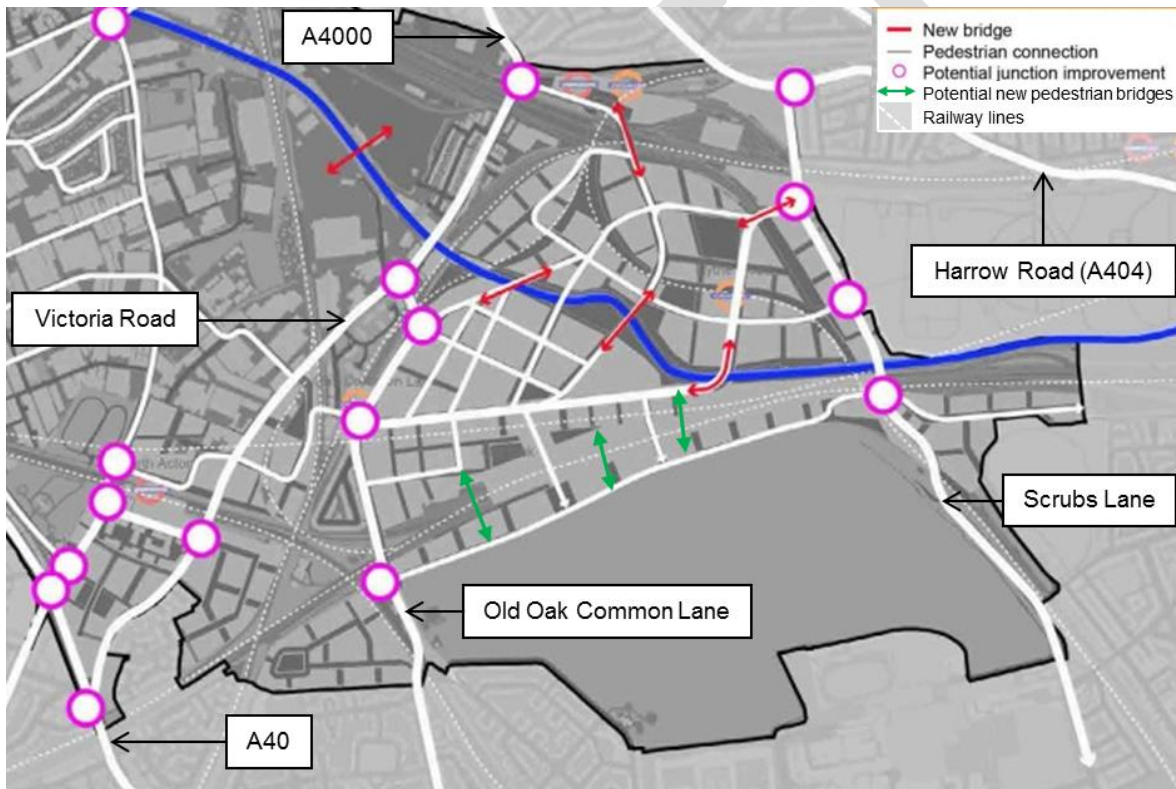 A4000
New bridge
Pedestrian connection
Potential junction improvement
Potential new pedestrian bridges
Railway lines
Harrow Road (A404)
Victoria Road
Scrubs Lane
Old Oak Common Lane
A40